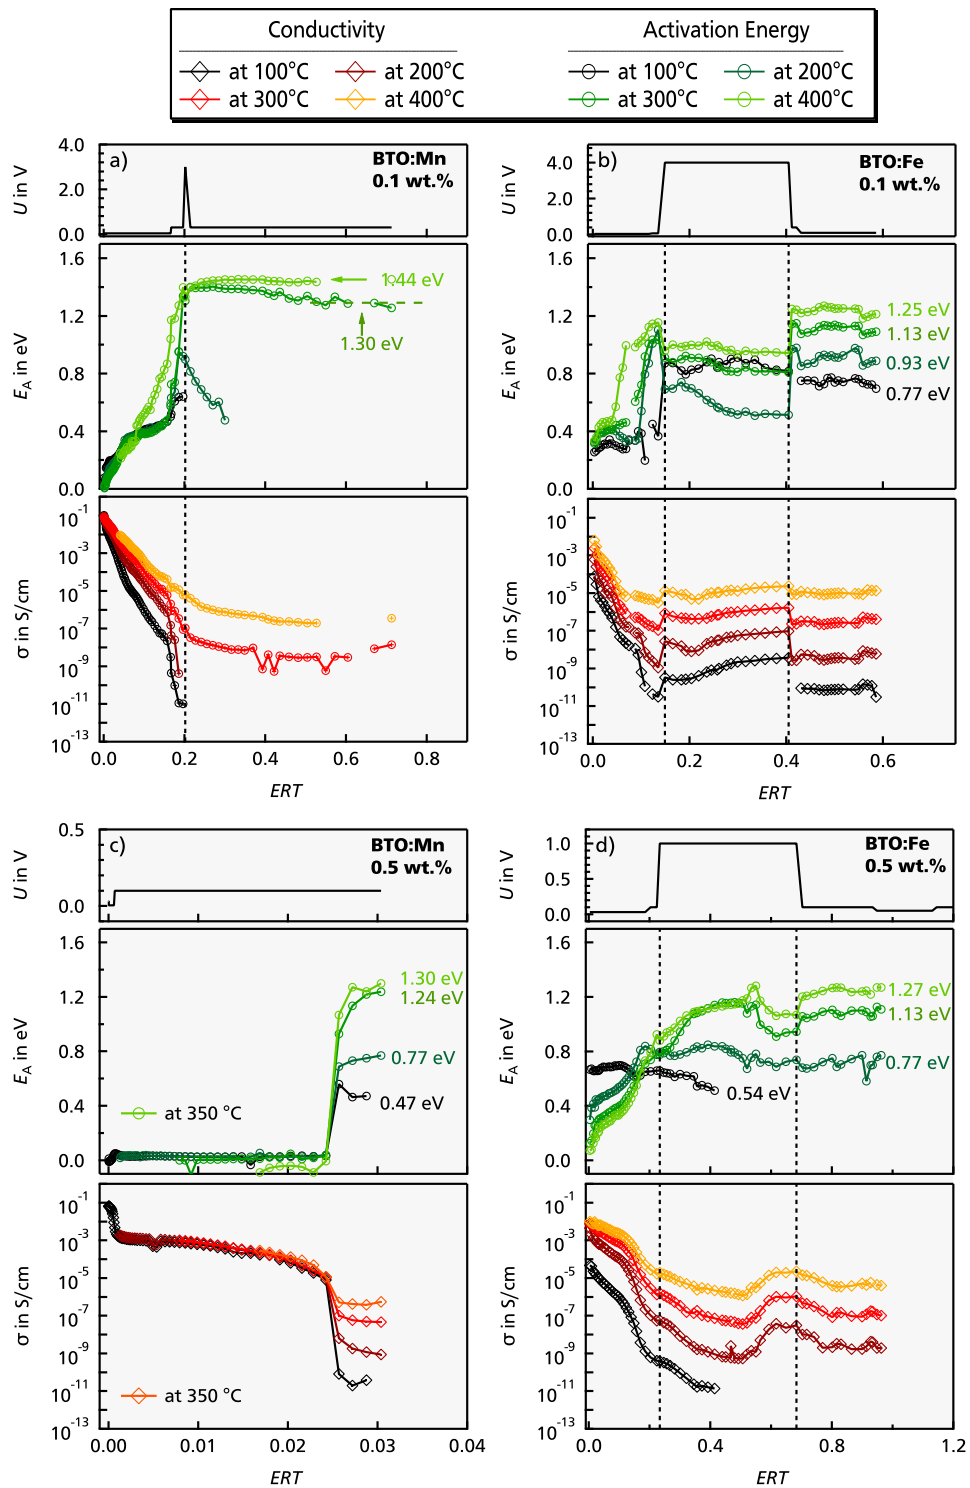 Conductivity Activation Energy
at 100°C at 200°C at 100°C at 200°C
at 300°C at 400°C at 300°C at 400°C
a) BTO:Mn
0.1 wt.%
U in V
4.0
2.0
0.0
b) BTO:Fe
0.1 wt.%
U in V
4.0
2.0
0.0
E_A in eV
1.6
1.2
0.8
0.4
0.0
1.44 eV
1.30 eV
E_A in eV
1.6
1.2
0.8
0.4
0.0
1.25 eV
1.13 eV
0.93 eV
0.77 eV
σ in S/cm
10^-1
10^-3
10^-5
10^-7
10^-9
10^-11
10^-13
0.0 0.2 0.4 0.6 0.8
ERT
σ in S/cm
10^-1
10^-3
10^-5
10^-7
10^-9
10^-11
10^-13
0.0 0.2 0.4 0.6
ERT
c) BTO:Mn
0.5 wt.%
U in V
0.5
0.0
d) BTO:Fe
0.5 wt.%
U in V
1.0
0.5
0.0
E_A in eV
1.6
1.2
0.8
0.4
0.0
1.30 eV
1.24 eV
0.77 eV
0.47 eV
at 350 °C
E_A in eV
1.6
1.2
0.8
0.4
0.0
1.27 eV
1.13 eV
0.77 eV
0.54 eV
σ in S/cm
10^-1
10^-3
10^-5
10^-7
10^-9
10^-11
10^-13
at 350 °C
0.00 0.01 0.02 0.03 0.04
ERT
σ in S/cm
10^-1
10^-3
10^-5
10^-7
10^-9
10^-11
10^-13
0.0 0.4 0.8 1.2
ERT